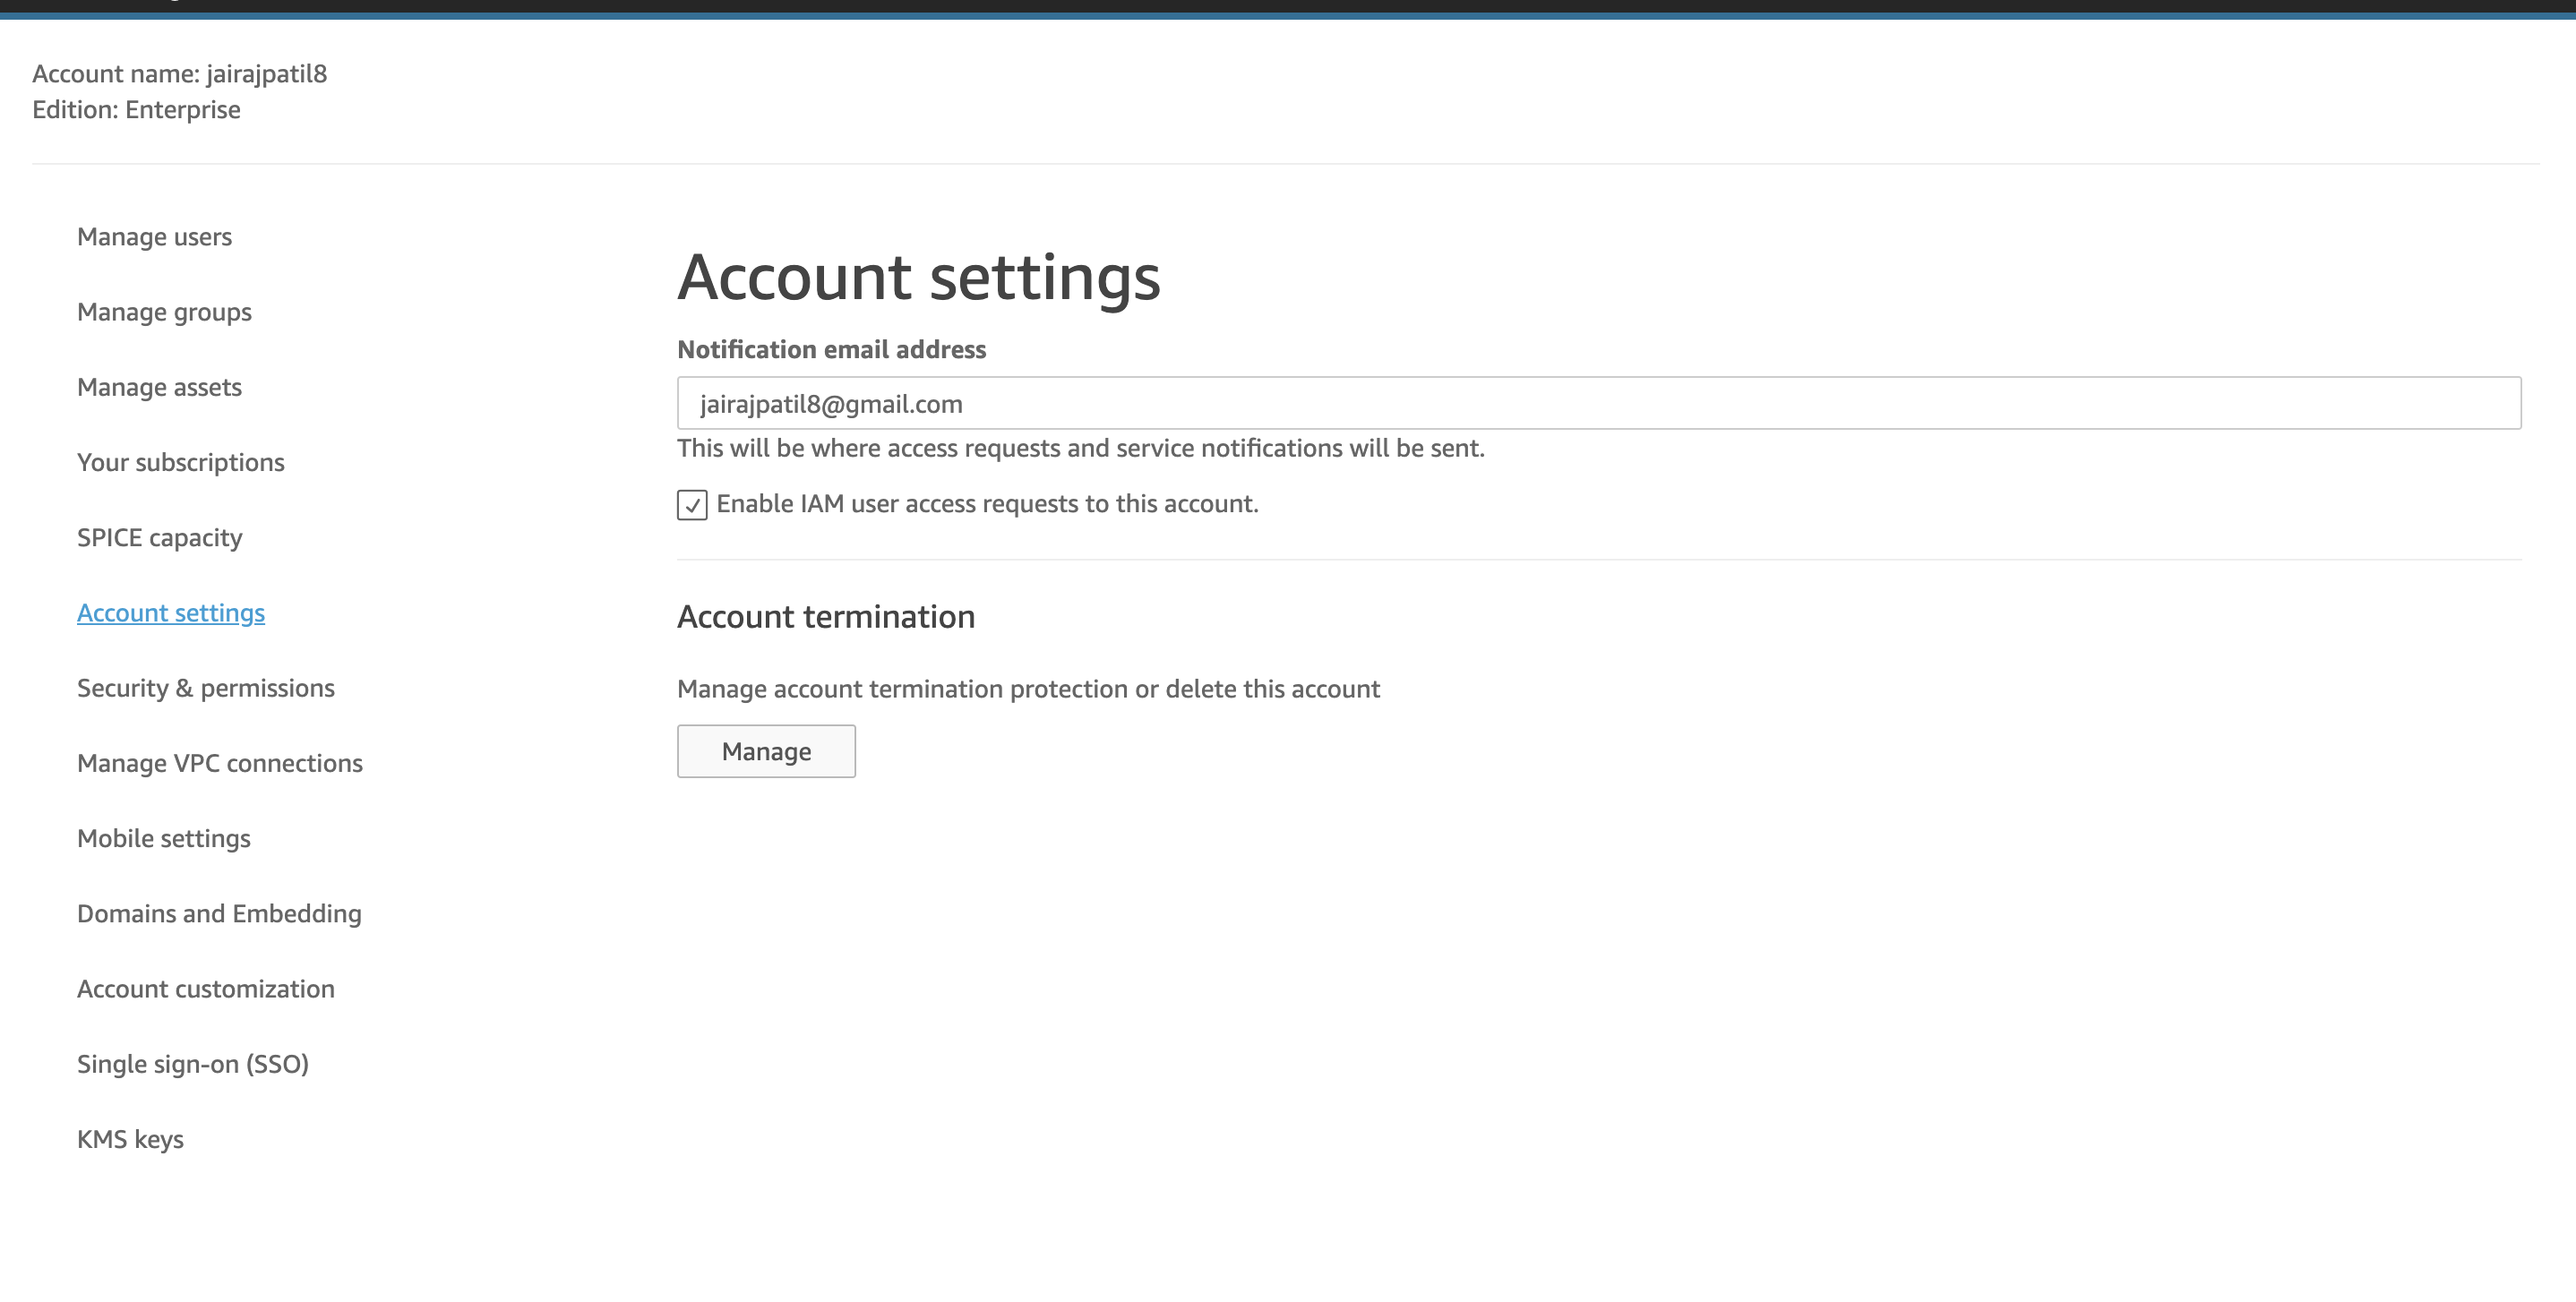 Account name: jairajpatil8
Edition: Enterprise
Manage users
Manage groups
Manage assets
Your subscriptions
SPICE capacity
Account settings
Security & permissions
Manage VPC connections
Mobile settings
Domains and Embedding
Account customization
Single sign-on (SSO)
KMS keys
Account settings
Notification email address
jairajpatil8@gmail.com
This will be where access requests and service notifications will be sent.
Enable IAM user access requests to this account.
Account termination
Manage account termination protection or delete this account
Manage